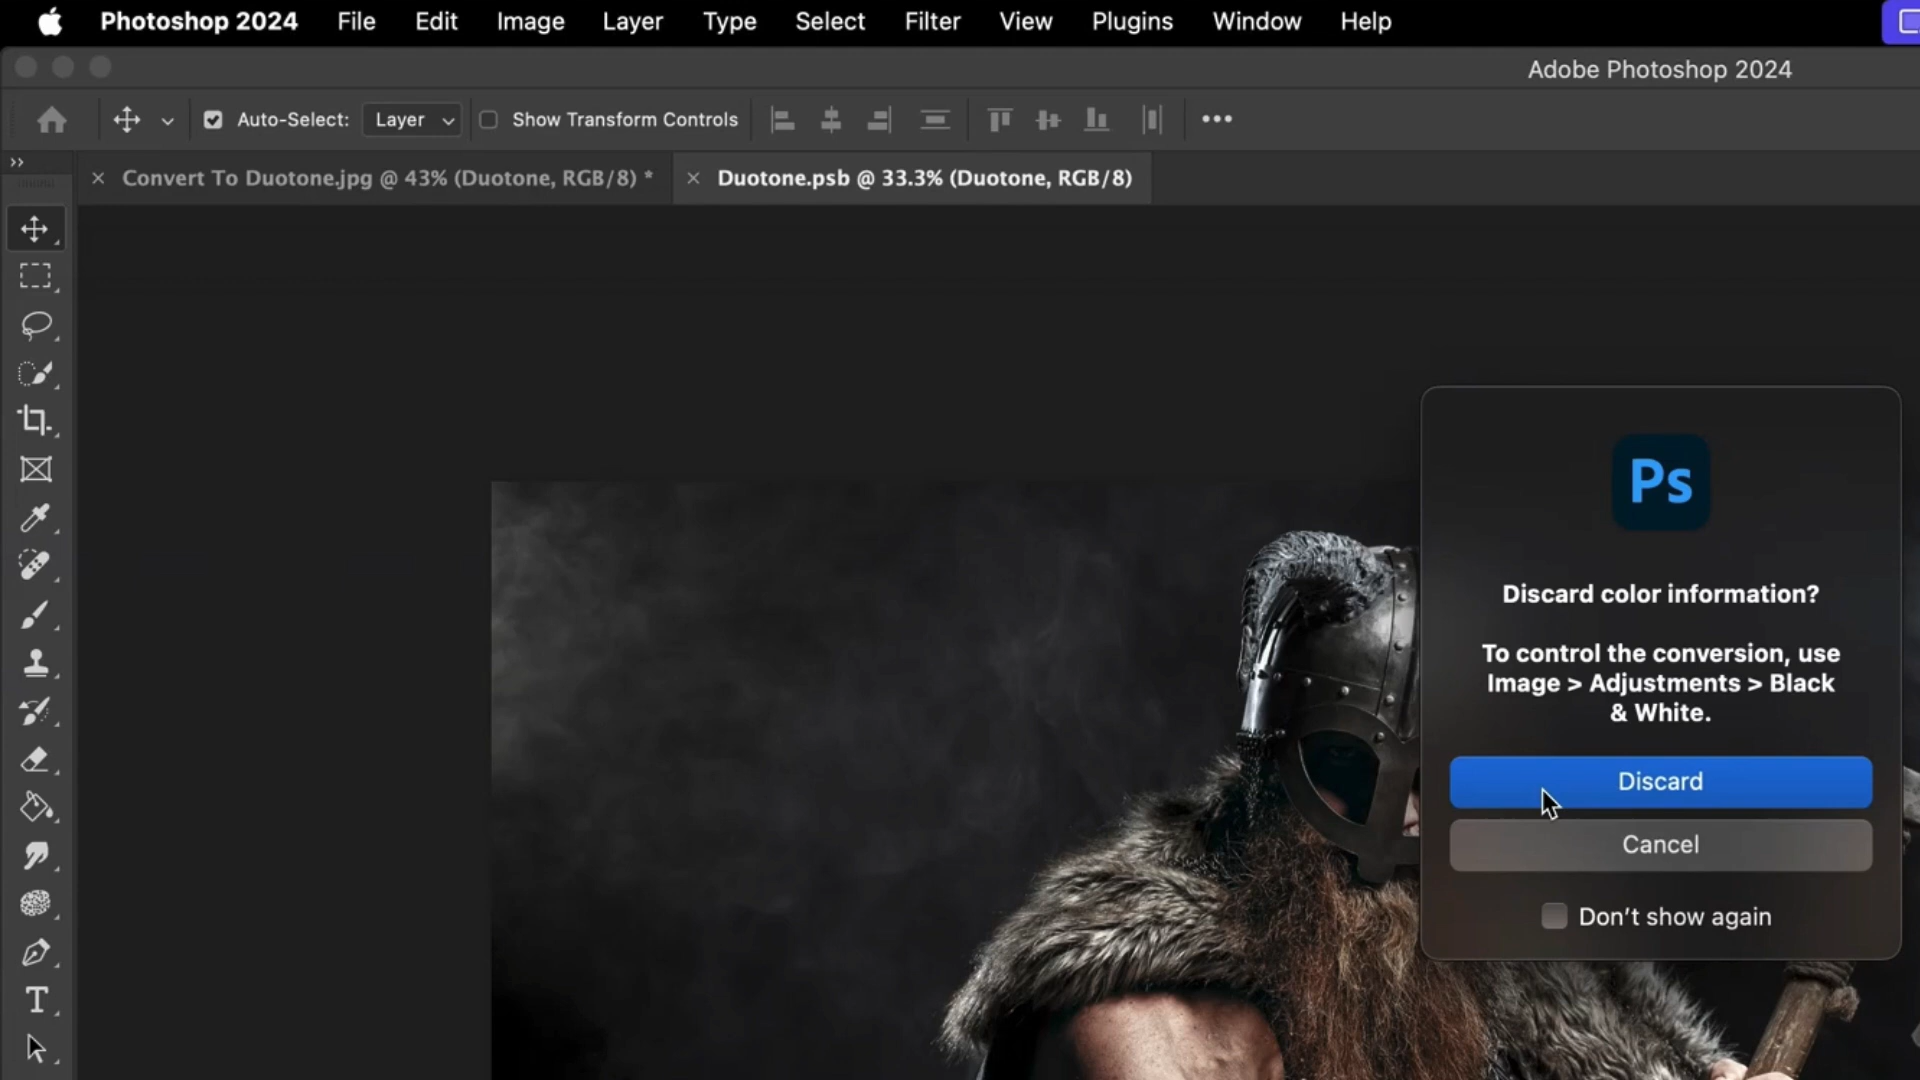 Photoshop 2024 File Edit Image Layer Type Select Filter View Plugins Window Help
Adobe Photoshop 2024
Auto-Select: Layer Show Transform Controls
Convert To Duotone.jpg @ 43% (Duotone, RGB/8) * Duotone.psb @ 33.3% (Duotone, RGB/8)
Ps
Discard color information?
To control the conversion, use
Image > Adjustments > Black
& White.
Discard
Cancel
Don't show again